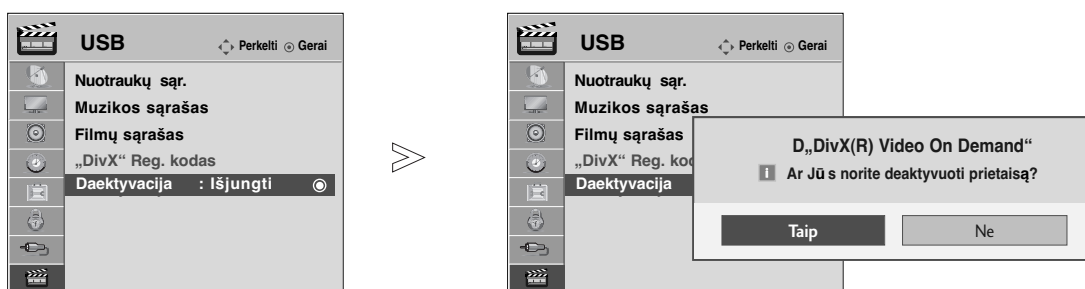 USB Perkelti Gerai
Nuotraukų sąr.
Muzikos sąrašas
Filmų sąrašas
„DivX“ Reg. kodas
Daektyvacija : Išjungti
USB Perkelti Gerai
Nuotraukų sąr.
Muzikos sąrašas
Filmų sąrašas
„DivX“ Reg. kod
Daektyvacija
D„DivX(R) Video On Demand“
i Ar Jū s norite deaktyvuoti prietaisą?
Taip Ne